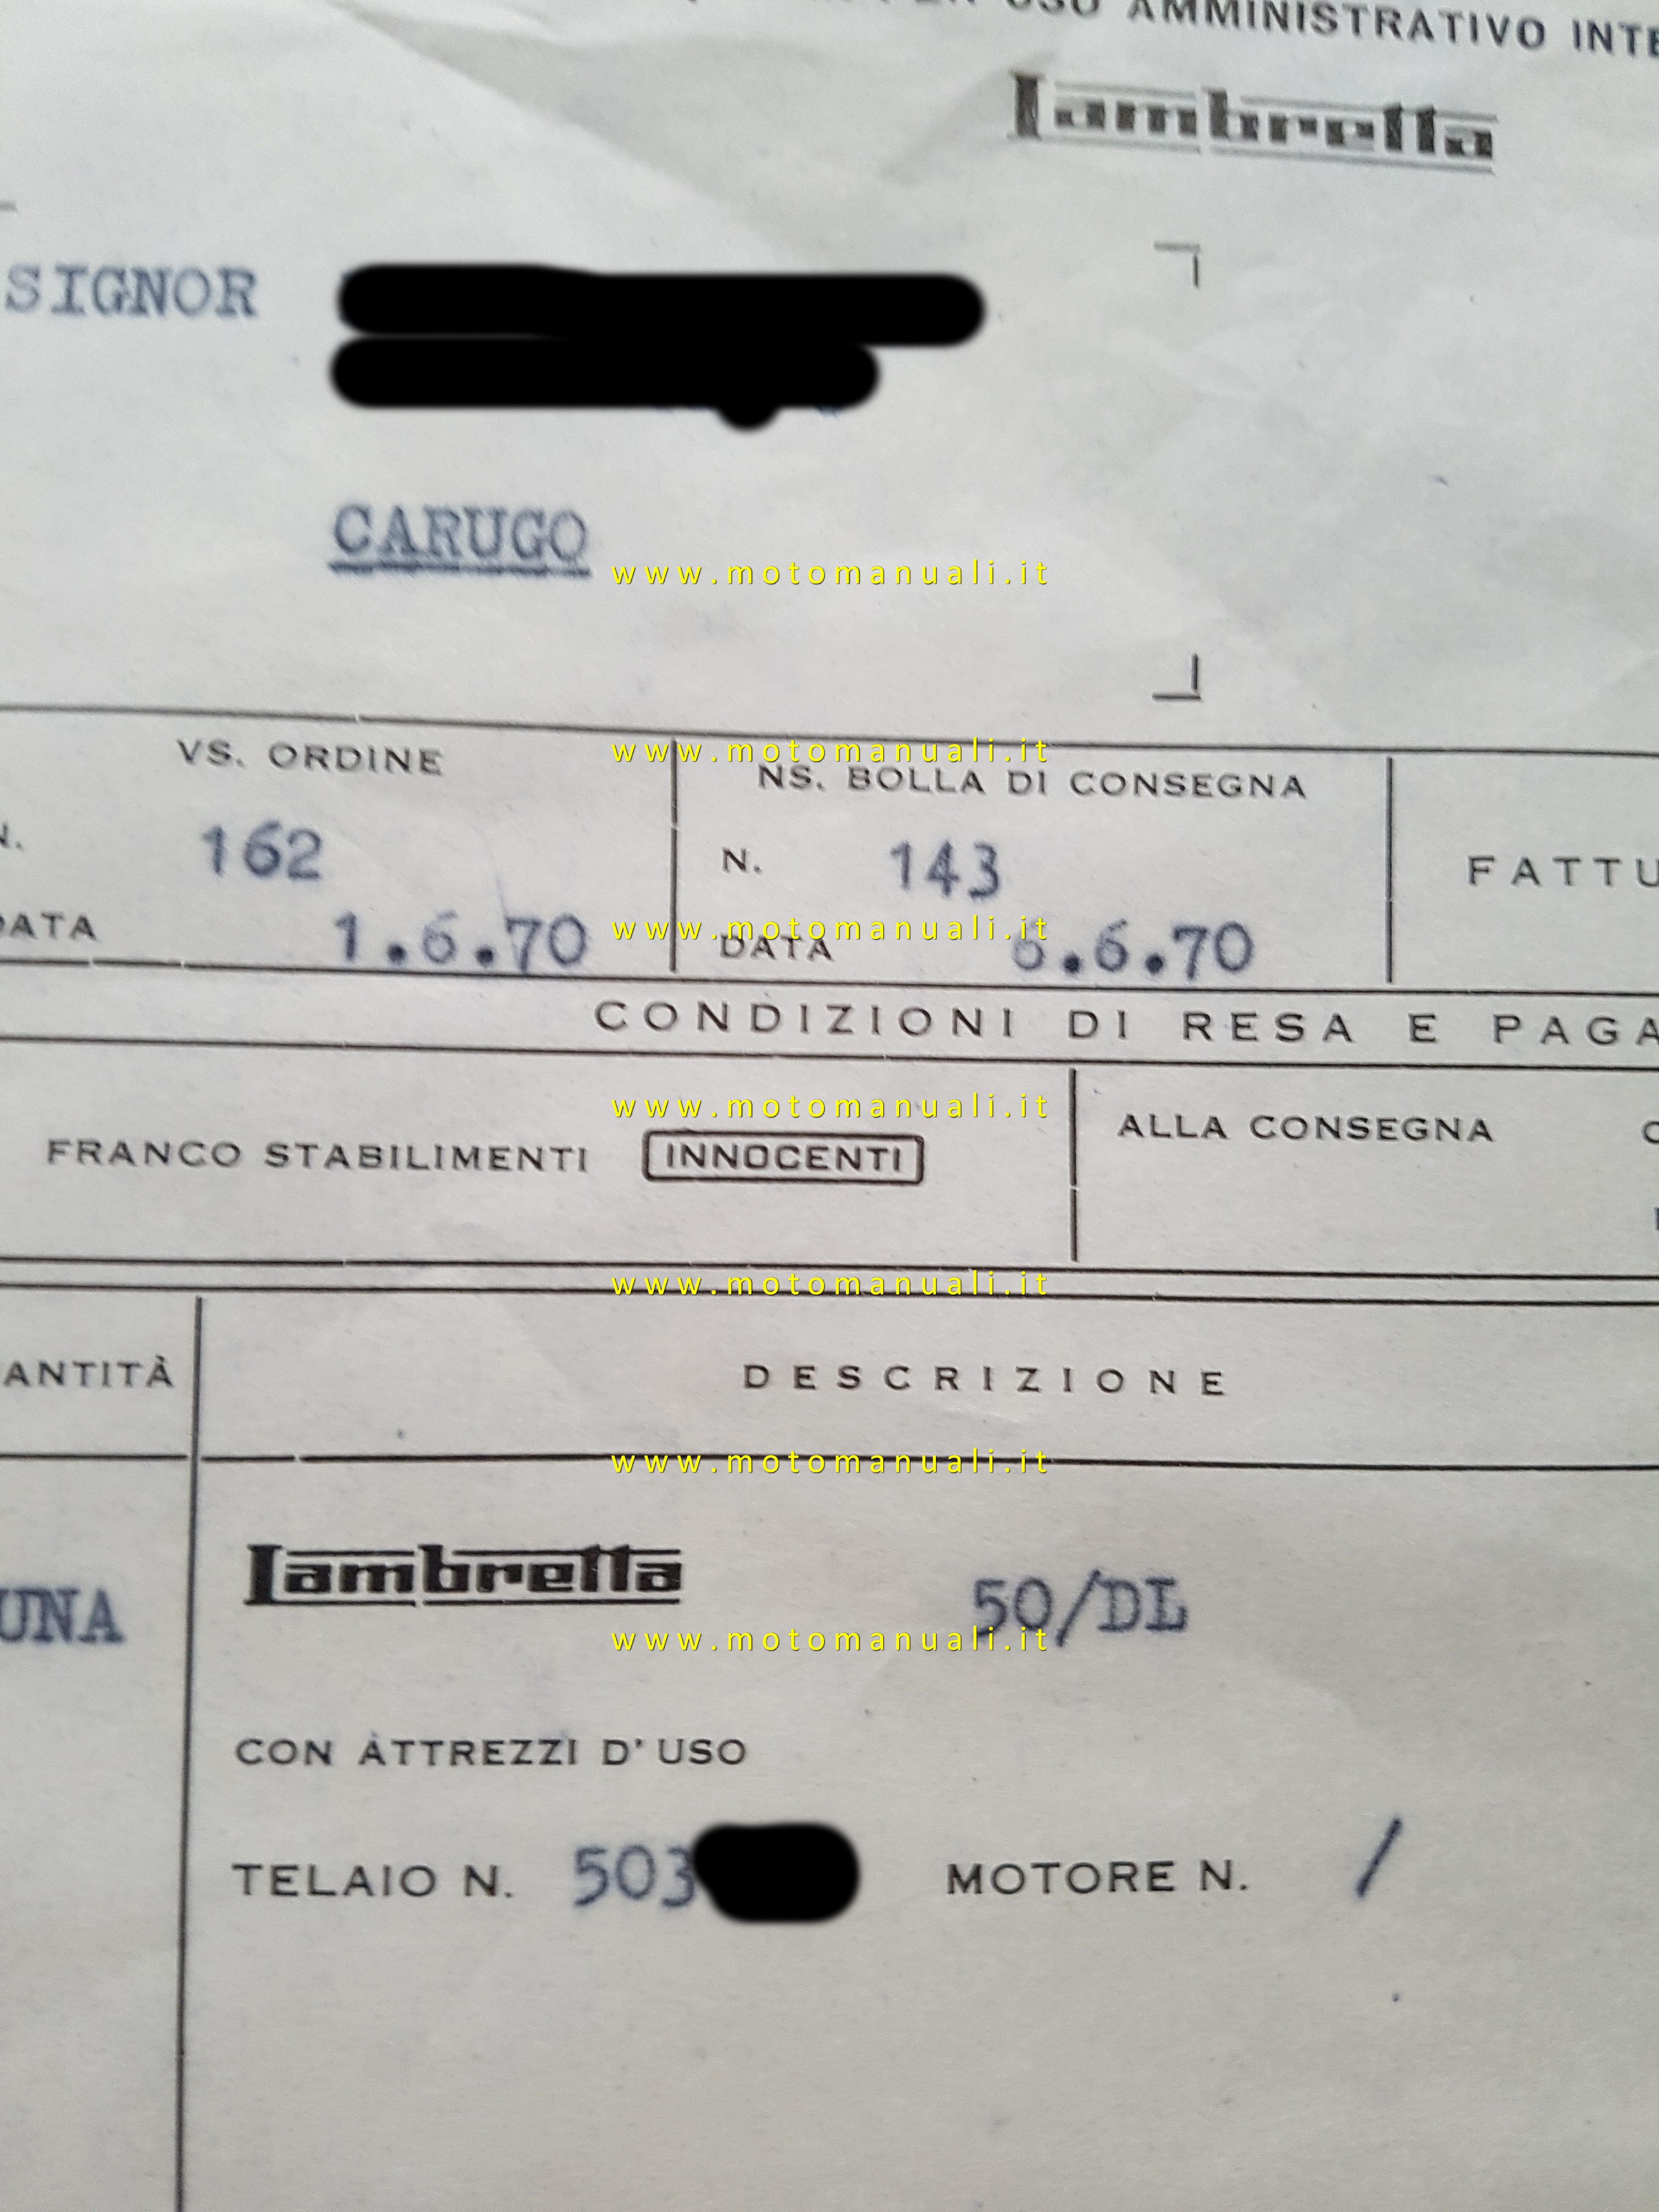 USO AMMINISTRATIVO INTE
Lambretta
SIGNOR
CARUGO
www.motomanuali.it
www.motomanuali.it
VS. ORDINE
NS. BOLLA DI CONSEGNA
N. 162
N. 143
FATTU
www.motomanuali.it
DATA 1.6.70
DATA 6.6.70
CONDIZIONI DI RESA E PAGA
www.motomanuali.it
FRANCO STABILIMENTI INNOCENTI
ALLA CONSEGNA
www.motomanuali.it
ANTITÀ
DESCRIZIONE
www.motomanuali.it
UNA
Lambretta 50/DL
www.motomanuali.it
CON ATTREZZI D'USO
TELAIO N. 503 MOTORE N. /